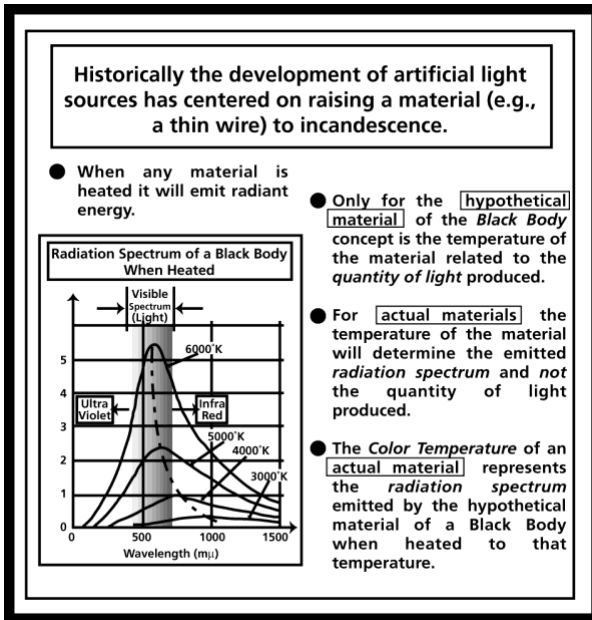 Historically the development of artificial light
sources has centered on raising a material (e.g.,
a thin wire) to incandescence.
● When any material is
heated it will emit radiant
energy.
Radiation Spectrum of a Black Body
When Heated
Visible
Spectrum
(Light)
6000°K
5
4
Ultra
Violet
Infra
Red
3
5000°K
2
4000°K
3000°K
1
0
0
500
1000
1500
Wavelength (mμ)
● Only for the hypothetical
material of the Black Body
concept is the temperature of
the material related to the
quantity of light produced.
● For actual materials the
temperature of the material
will determine the emitted
radiation spectrum and not
the quantity of light
produced.
● The Color Temperature of an
actual material represents
the radiation spectrum
emitted by the hypothetical
material of a Black Body
when heated to that
temperature.